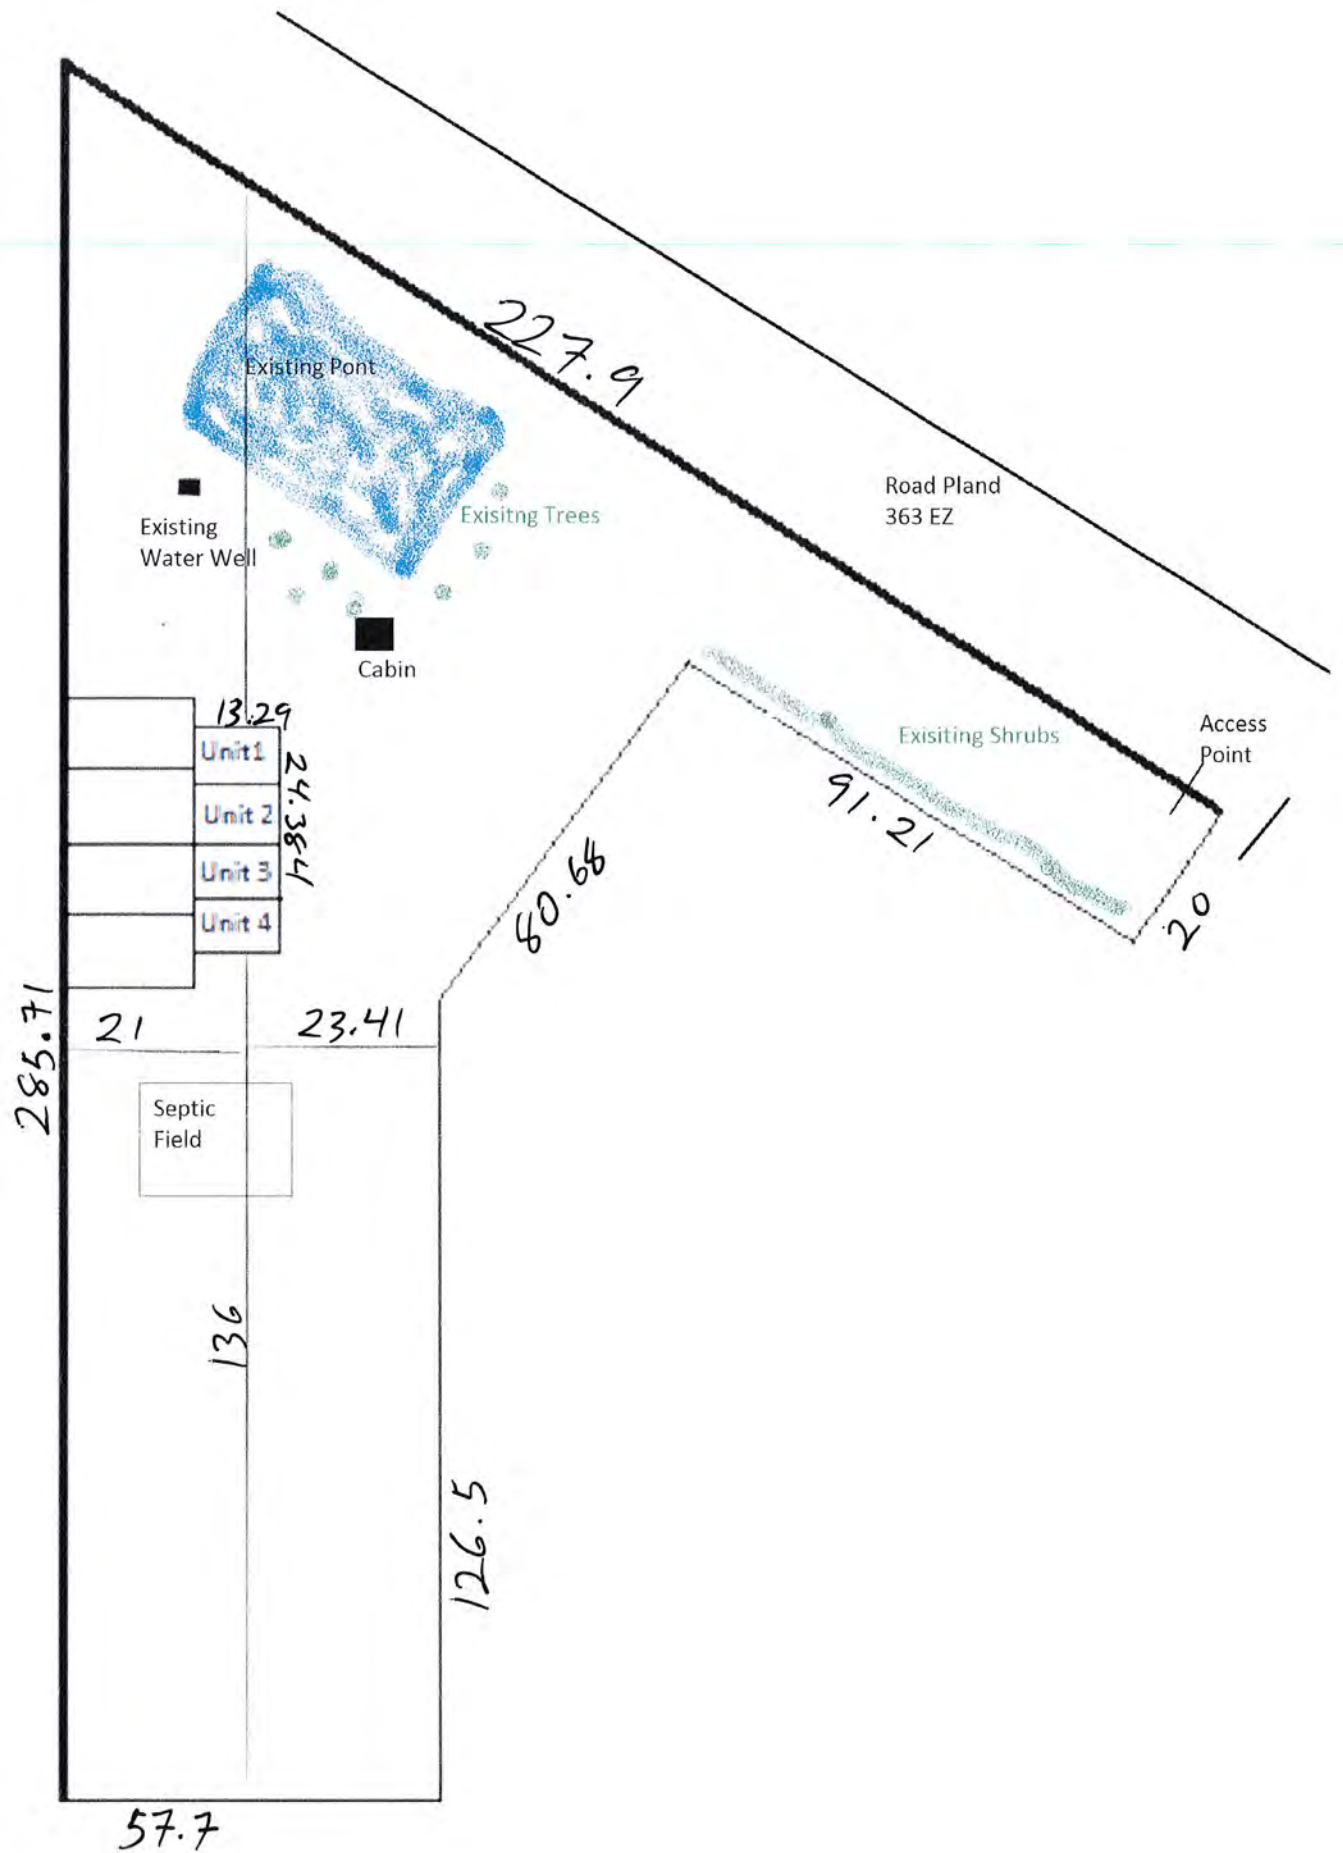 227.9
Existing Pont
Road Pland
363 EZ
Existing
Water Well
Exisitng Trees
Cabin
13.29
Unit1
Unit 2
Unit 3
Unit 4
24.384
Exisiting Shrubs
Access
Point
91.21
80.68
20
285.71
21
23.41
Septic
Field
136
126.5
57.7